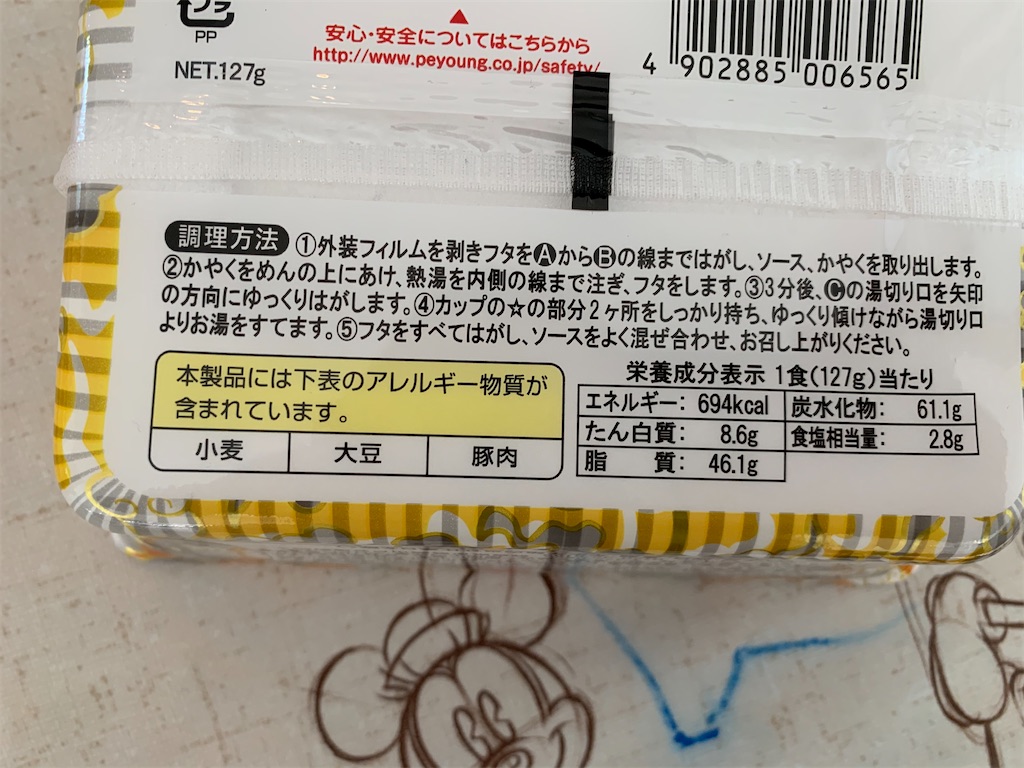 プラ
PP
NET.127g
▲
安心・安全についてはこちらから
http://www.peyoung.co.jp/safety/
4 902885 006565
調理方法 ①外装フィルムを剥きフタをⒶからⒷの線まではがし、ソース、かやくを取り出します。
②かやくをめんの上にあけ、熱湯を内側の線まで注ぎ、フタをします。③3分後、Ⓒの湯切り口を矢印
の方向にゆっくりはがします。④カップの☆の部分2ヶ所をしっかり持ち、ゆっくり傾けながら湯切り口
よりお湯をすてます。⑤フタをすべてはがし、ソースをよく混ぜ合わせ、お召し上がりください。
本製品には下表のアレルギー物質が
含まれています。
小麦 大豆 豚肉
栄養成分表示 1食(127g)当たり
エネルギー: 694kcal 炭水化物: 61.1g
たん白質: 8.6g 食塩相当量: 2.8g
脂 質: 46.1g